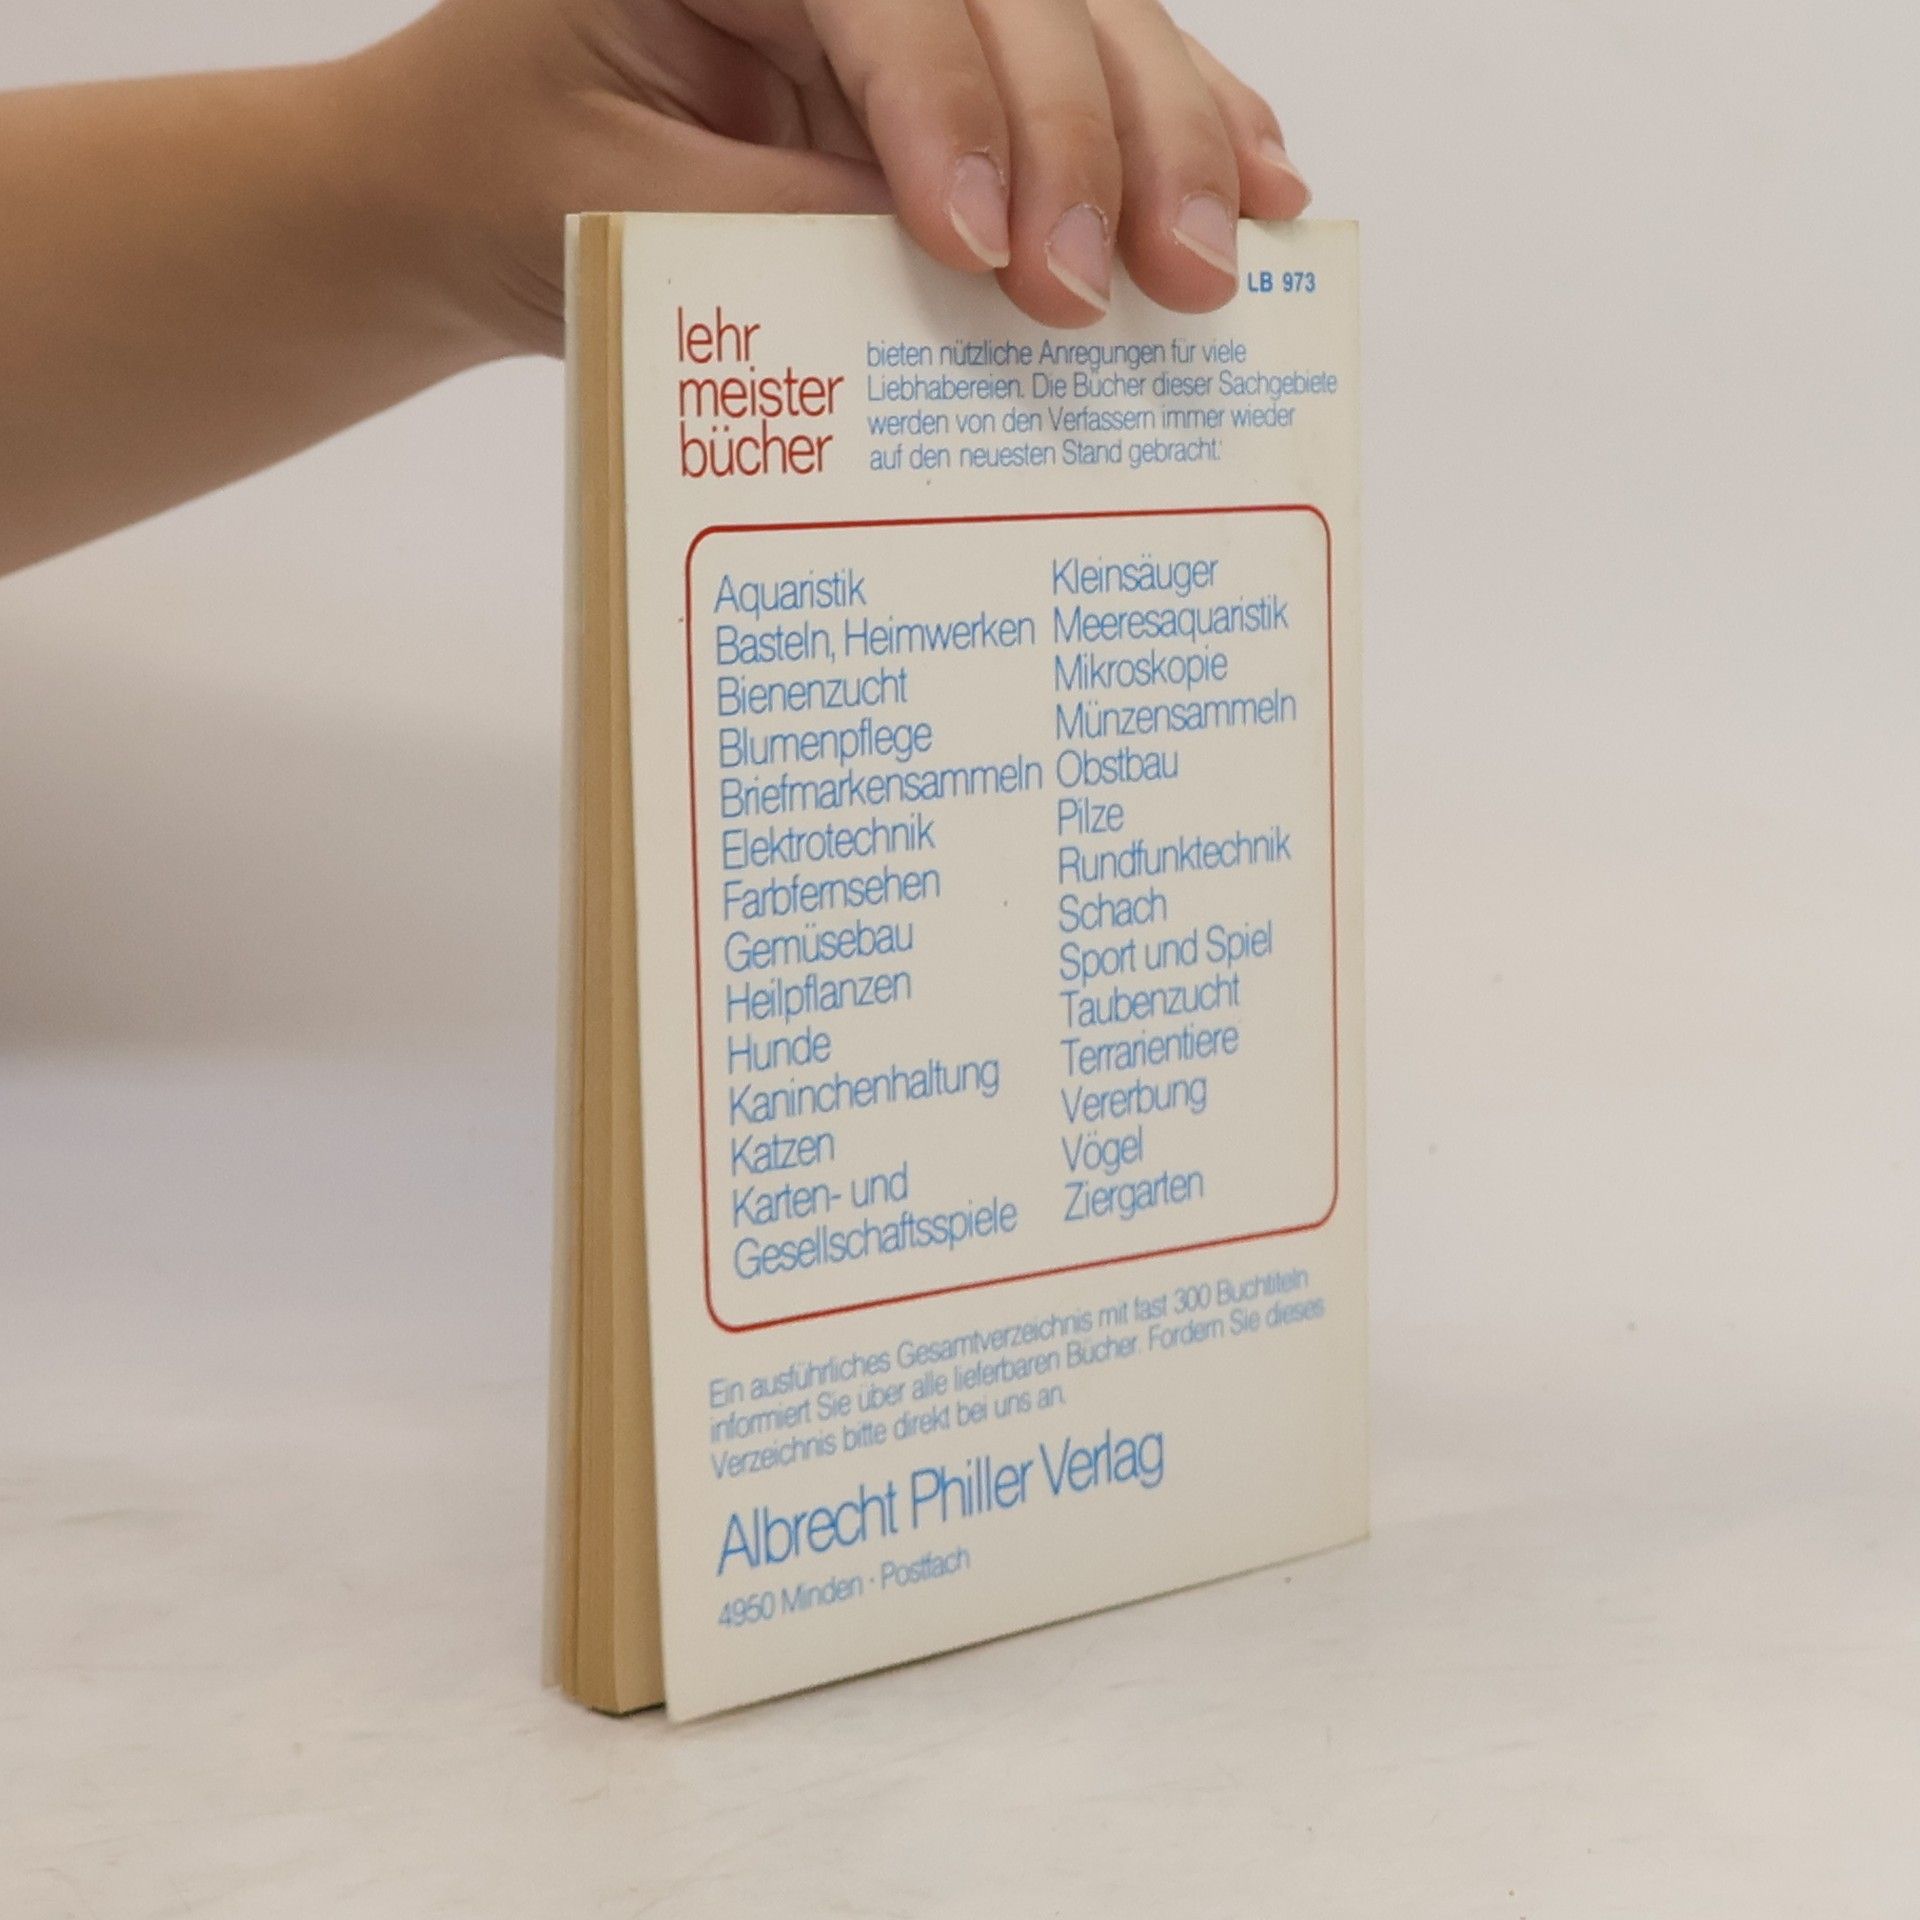 LB 973
lehr
meister
bücher
bieten nützliche Anregungen für viele
Liebhabereien. Die Bücher dieser Sachgebiete
werden von den Verfassern immer wieder
auf den neuesten Stand gebracht:
Aquaristik
Basteln, Heimwerken
Bienenzucht
Blumenpflege
Briefmarkensammeln
Elektrotechnik
Farbfernsehen
Gemüsebau
Heilpflanzen
Hunde
Kaninchenhaltung
Katzen
Karten- und
Gesellschaftsspiele
Kleinsäuger
Meeresaquaristik
Mikroskopie
Münzensammeln
Obstbau
Pilze
Rundfunktechnik
Schach
Sport und Spiel
Taubenzucht
Terrarientiere
Vererbung
Vögel
Ziergarten
Ein ausführliches Gesamtverzeichnis mit fast 300 Buchtiteln
informiert Sie über alle lieferbaren Bücher. Fordern Sie dieses
Verzeichnis bitte direkt bei uns an.
Albrecht Philler Verlag
4950 Minden · Postfach